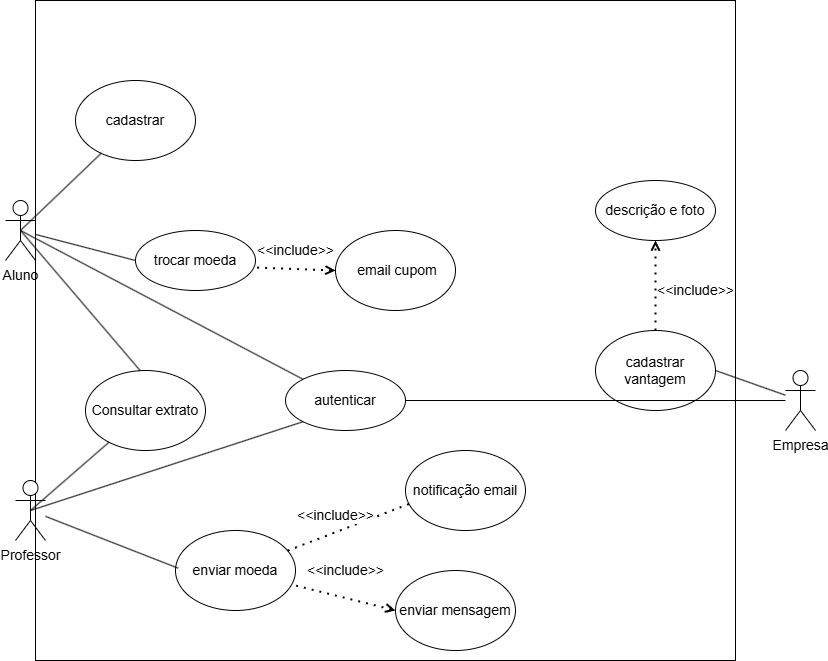 cadastrar
descrição e foto
trocar moeda
<<include>>
email cupom
Aluno
<<include>>
cadastrar
vantagem
Consultar extrato
autenticar
Empresa
notificação email
<<include>>
Professor
enviar moeda
<<include>>
enviar mensagem